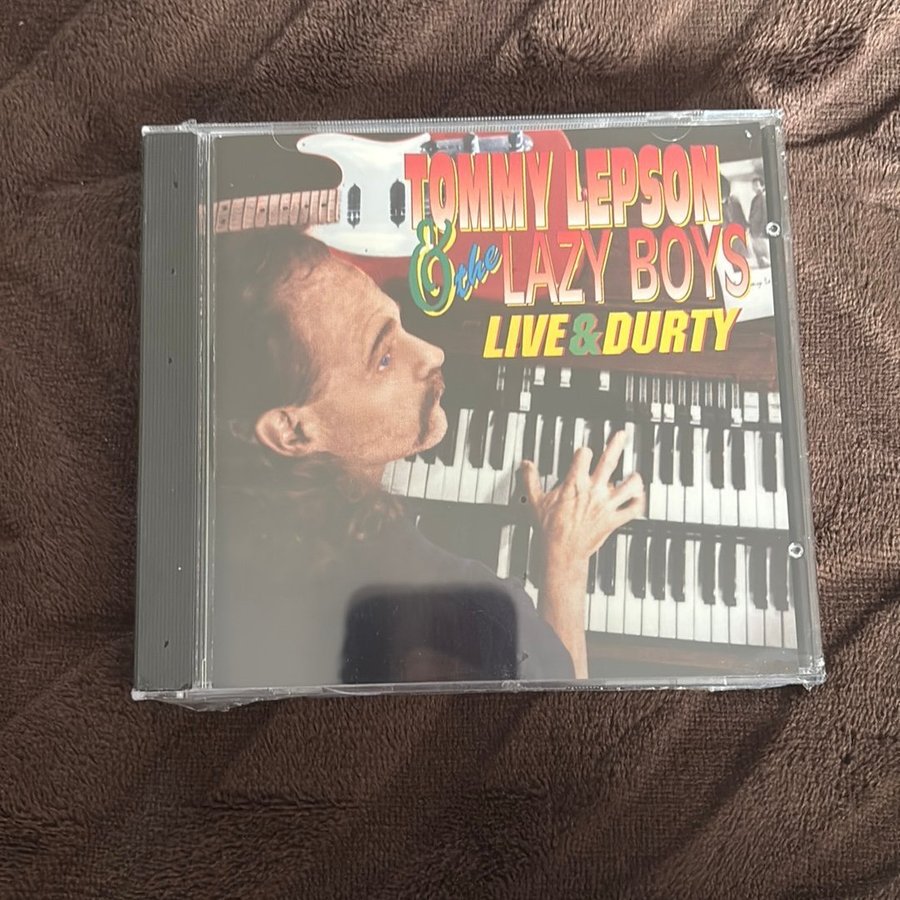 TOMMY LEPSON
& the LAZY BOYS
LIVE & DURTY